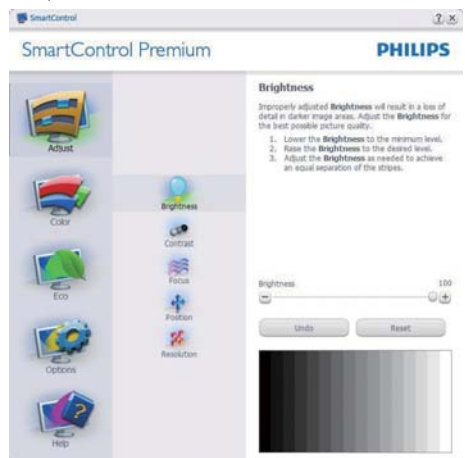 SmartControl
SmartControl Premium
PHILIPS
Adjust
Color
Eco
Options
Help
Brightness
Contrast
Focus
Position
Resolution
Brightness
Improperly adjusted Brightness will result in a loss of
detail in darker image areas. Adjust the Brightness for
the best possible picture quality.
1. Lower the Brightness to the minimum level.
2. Raise the Brightness to the desired level.
3. Adjust the Brightness as needed to achieve
an equal separation of the stripes.
Brightness 100
Undo Reset